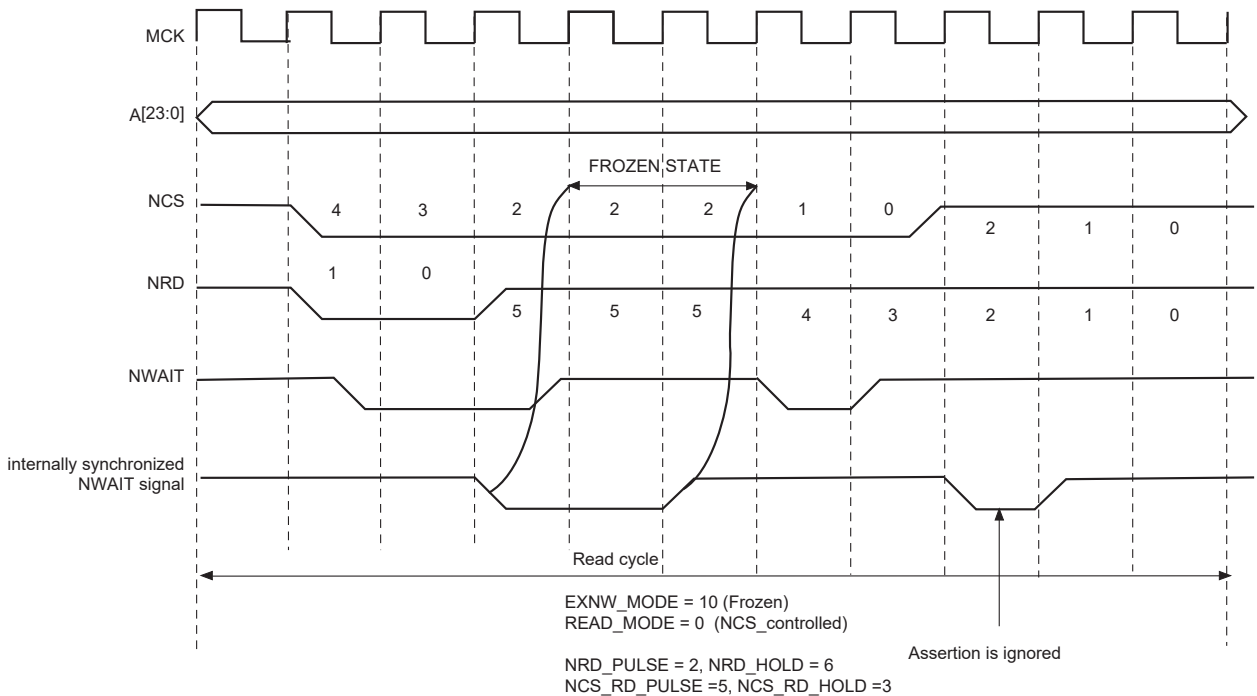 MCK
A[23:0]
FROZEN STATE
NCS
4 3 2 2 2 1 0
2 1 0
1 0
NRD
5 5 5 4 3 2 1 0
NWAIT
internally synchronized
NWAIT signal
Read cycle
EXNW_MODE = 10 (Frozen)
READ_MODE = 0 (NCS_controlled)
Assertion is ignored
NRD_PULSE = 2, NRD_HOLD = 6
NCS_RD_PULSE =5, NCS_RD_HOLD =3